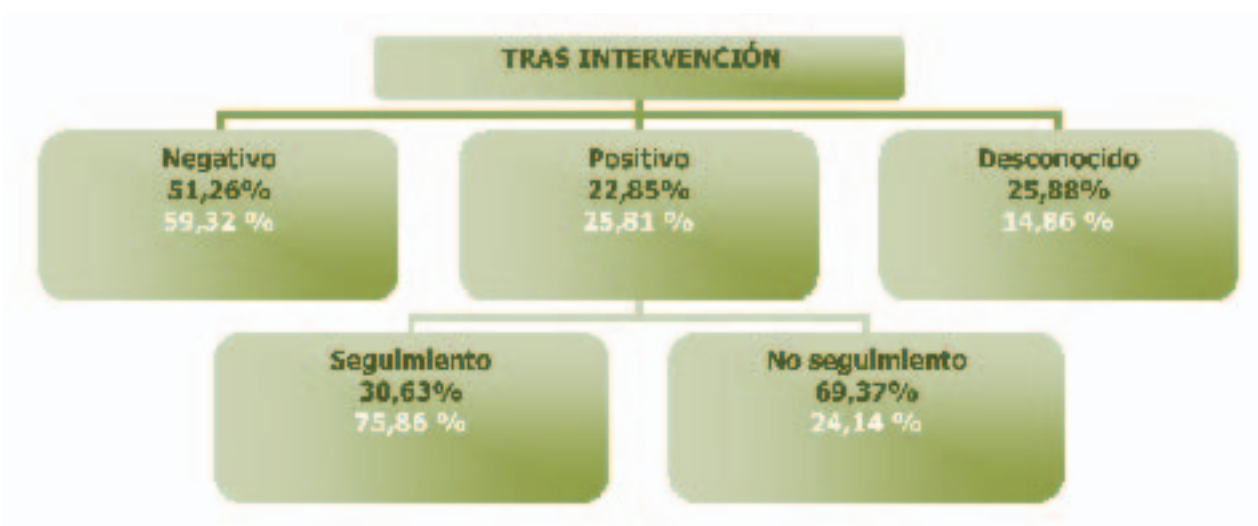 TRAS INTERVENCIÓN
Negativo
51,26%
59,32 %
Positivo
22,85%
25,81 %
Desconocido
25,88%
14,86 %
Seguimiento
30,63%
75,86 %
No seguimiento
69,37%
24,14 %